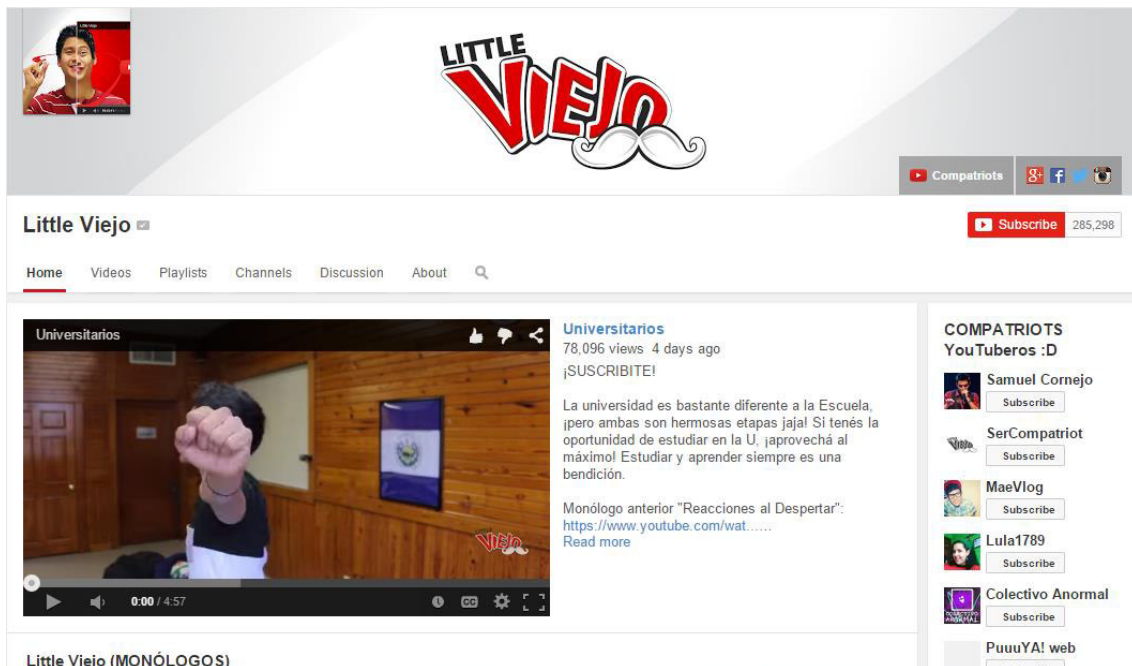 Little Viejo
LITTLE
VIEJO
Compatriots
Little Viejo
Subscribe 285,298
Home Videos Playlists Channels Discussion About
Universitarios
VIEJO
0:00 / 4:57
CC
Universitarios
78,096 views 4 days ago
¡SUSCRIBITE!
La universidad es bastante diferente a la Escuela,
¡pero ambas son hermosas etapas jaja! Si tenés la
oportunidad de estudiar en la U, ¡aprovechá al
máximo! Estudiar y aprender siempre es una
bendición.
Monólogo anterior "Reacciones al Despertar":
https://www.youtube.com/wat......
Read more
Little Viejo (MONÓLOGOS)
COMPATRIOTS
YouTuberos :D
Samuel Cornejo
Subscribe
SerCompatriot
Subscribe
MaeVlog
Subscribe
Lula1789
Subscribe
Colectivo Anormal
Subscribe
PuuuYA! web